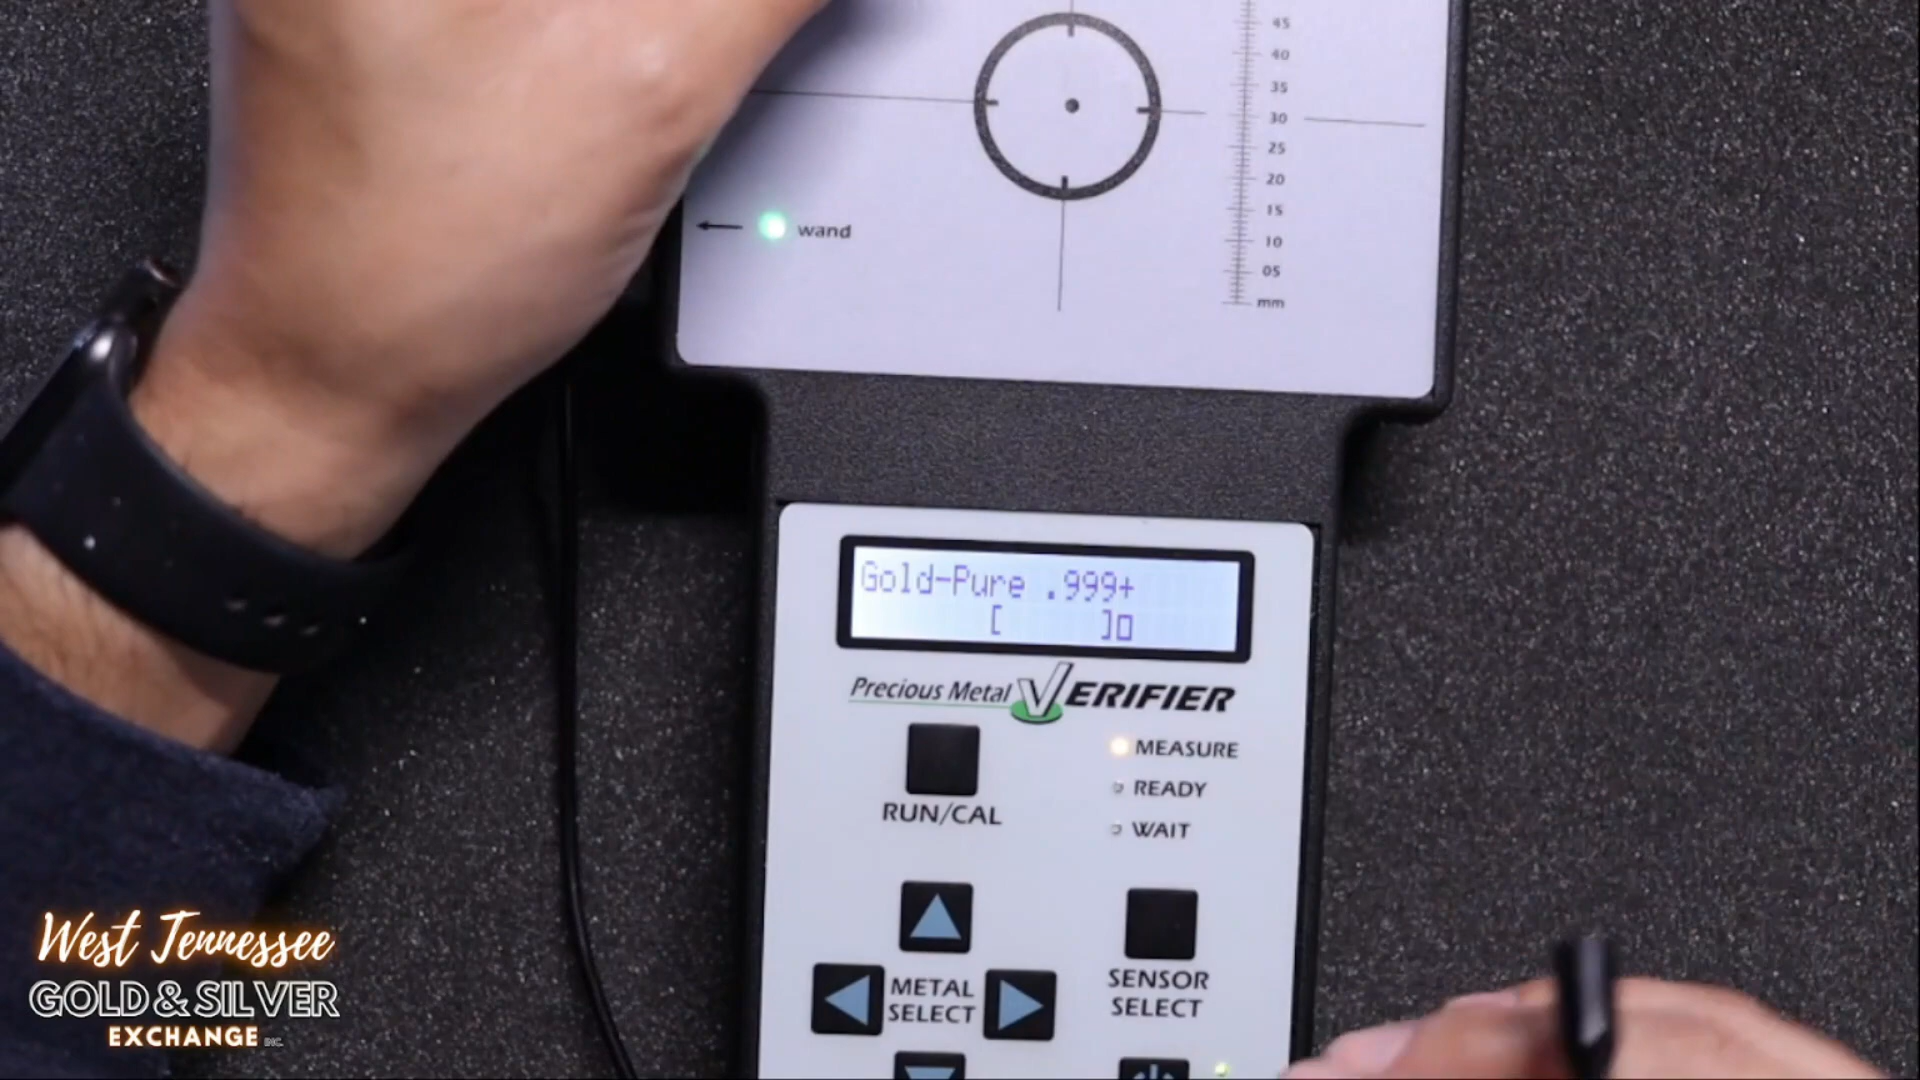 45
40
35
30
25
20
15
10
05
mm
wand
Gold-Pure .999+
[ ]
Precious Metal VERIFIER
MEASURE
READY
WAIT
RUN/CAL
METAL
SELECT
SENSOR
SELECT
West Tennessee
GOLD & SILVER
EXCHANGE INC.